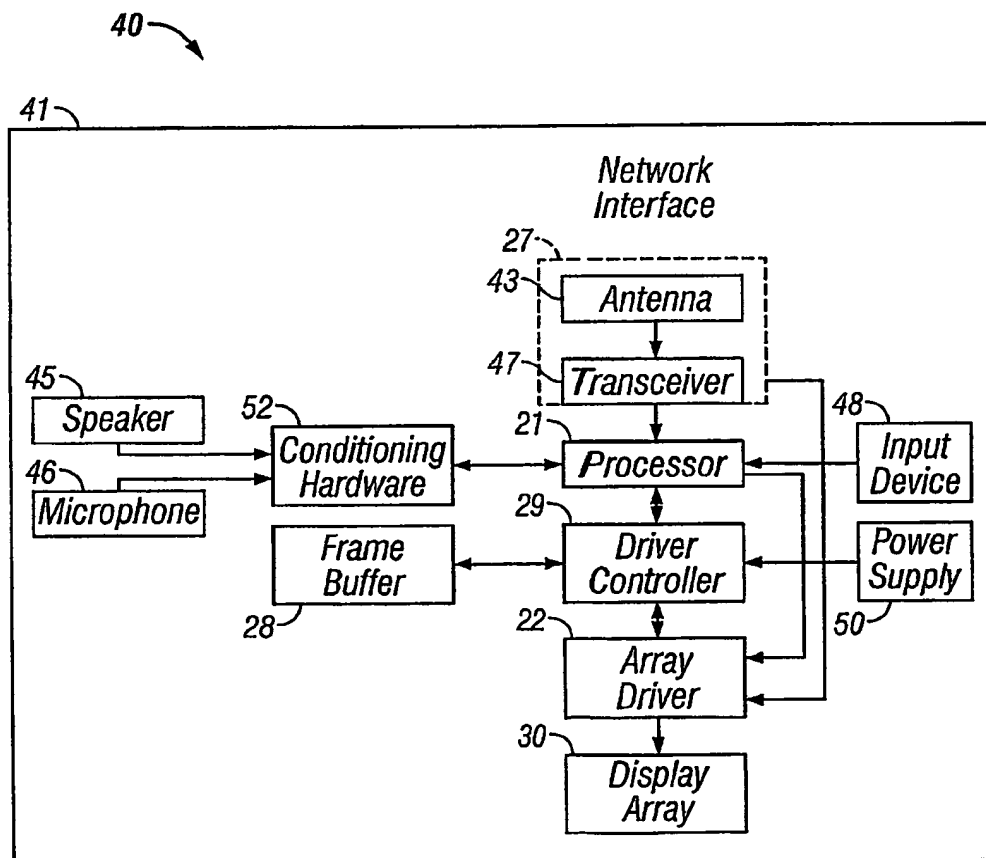 40
41
Network
Interface
27
43
Antenna
47
Transceiver
45
Speaker
52
Conditioning
Hardware
21
Processor
48
Input
Device
46
Microphone
29
Driver
Controller
Frame
Buffer
28
Power
Supply
50
22
Array
Driver
30
Display
Array